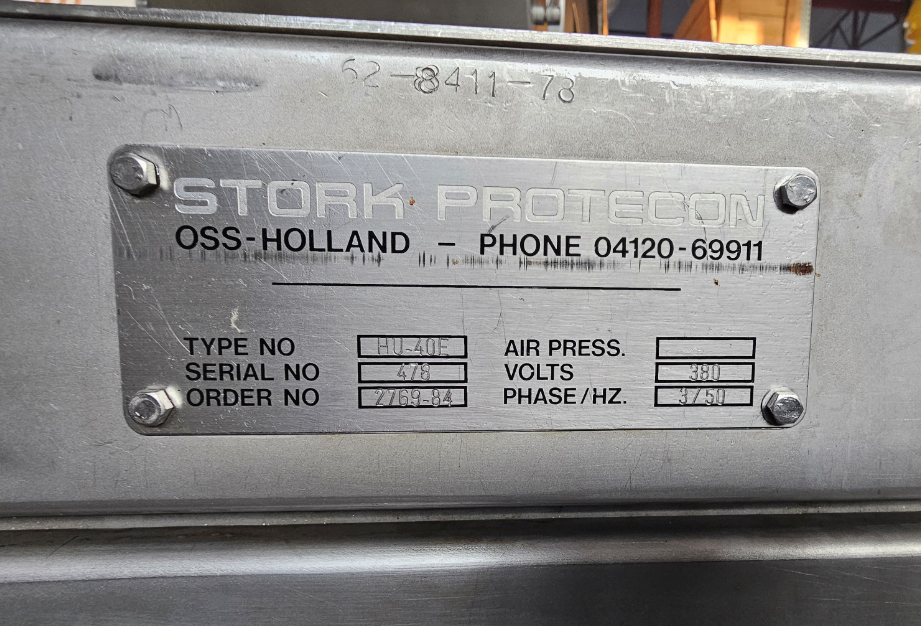 62-8411-78
STORK PROTECON
OSS-HOLLAND - PHONE 04120-69911
TYPE NO HU-40E AIR PRESS.
SERIAL NO 478 VOLTS 380
ORDER NO 2769-84 PHASE/HZ. 3/50